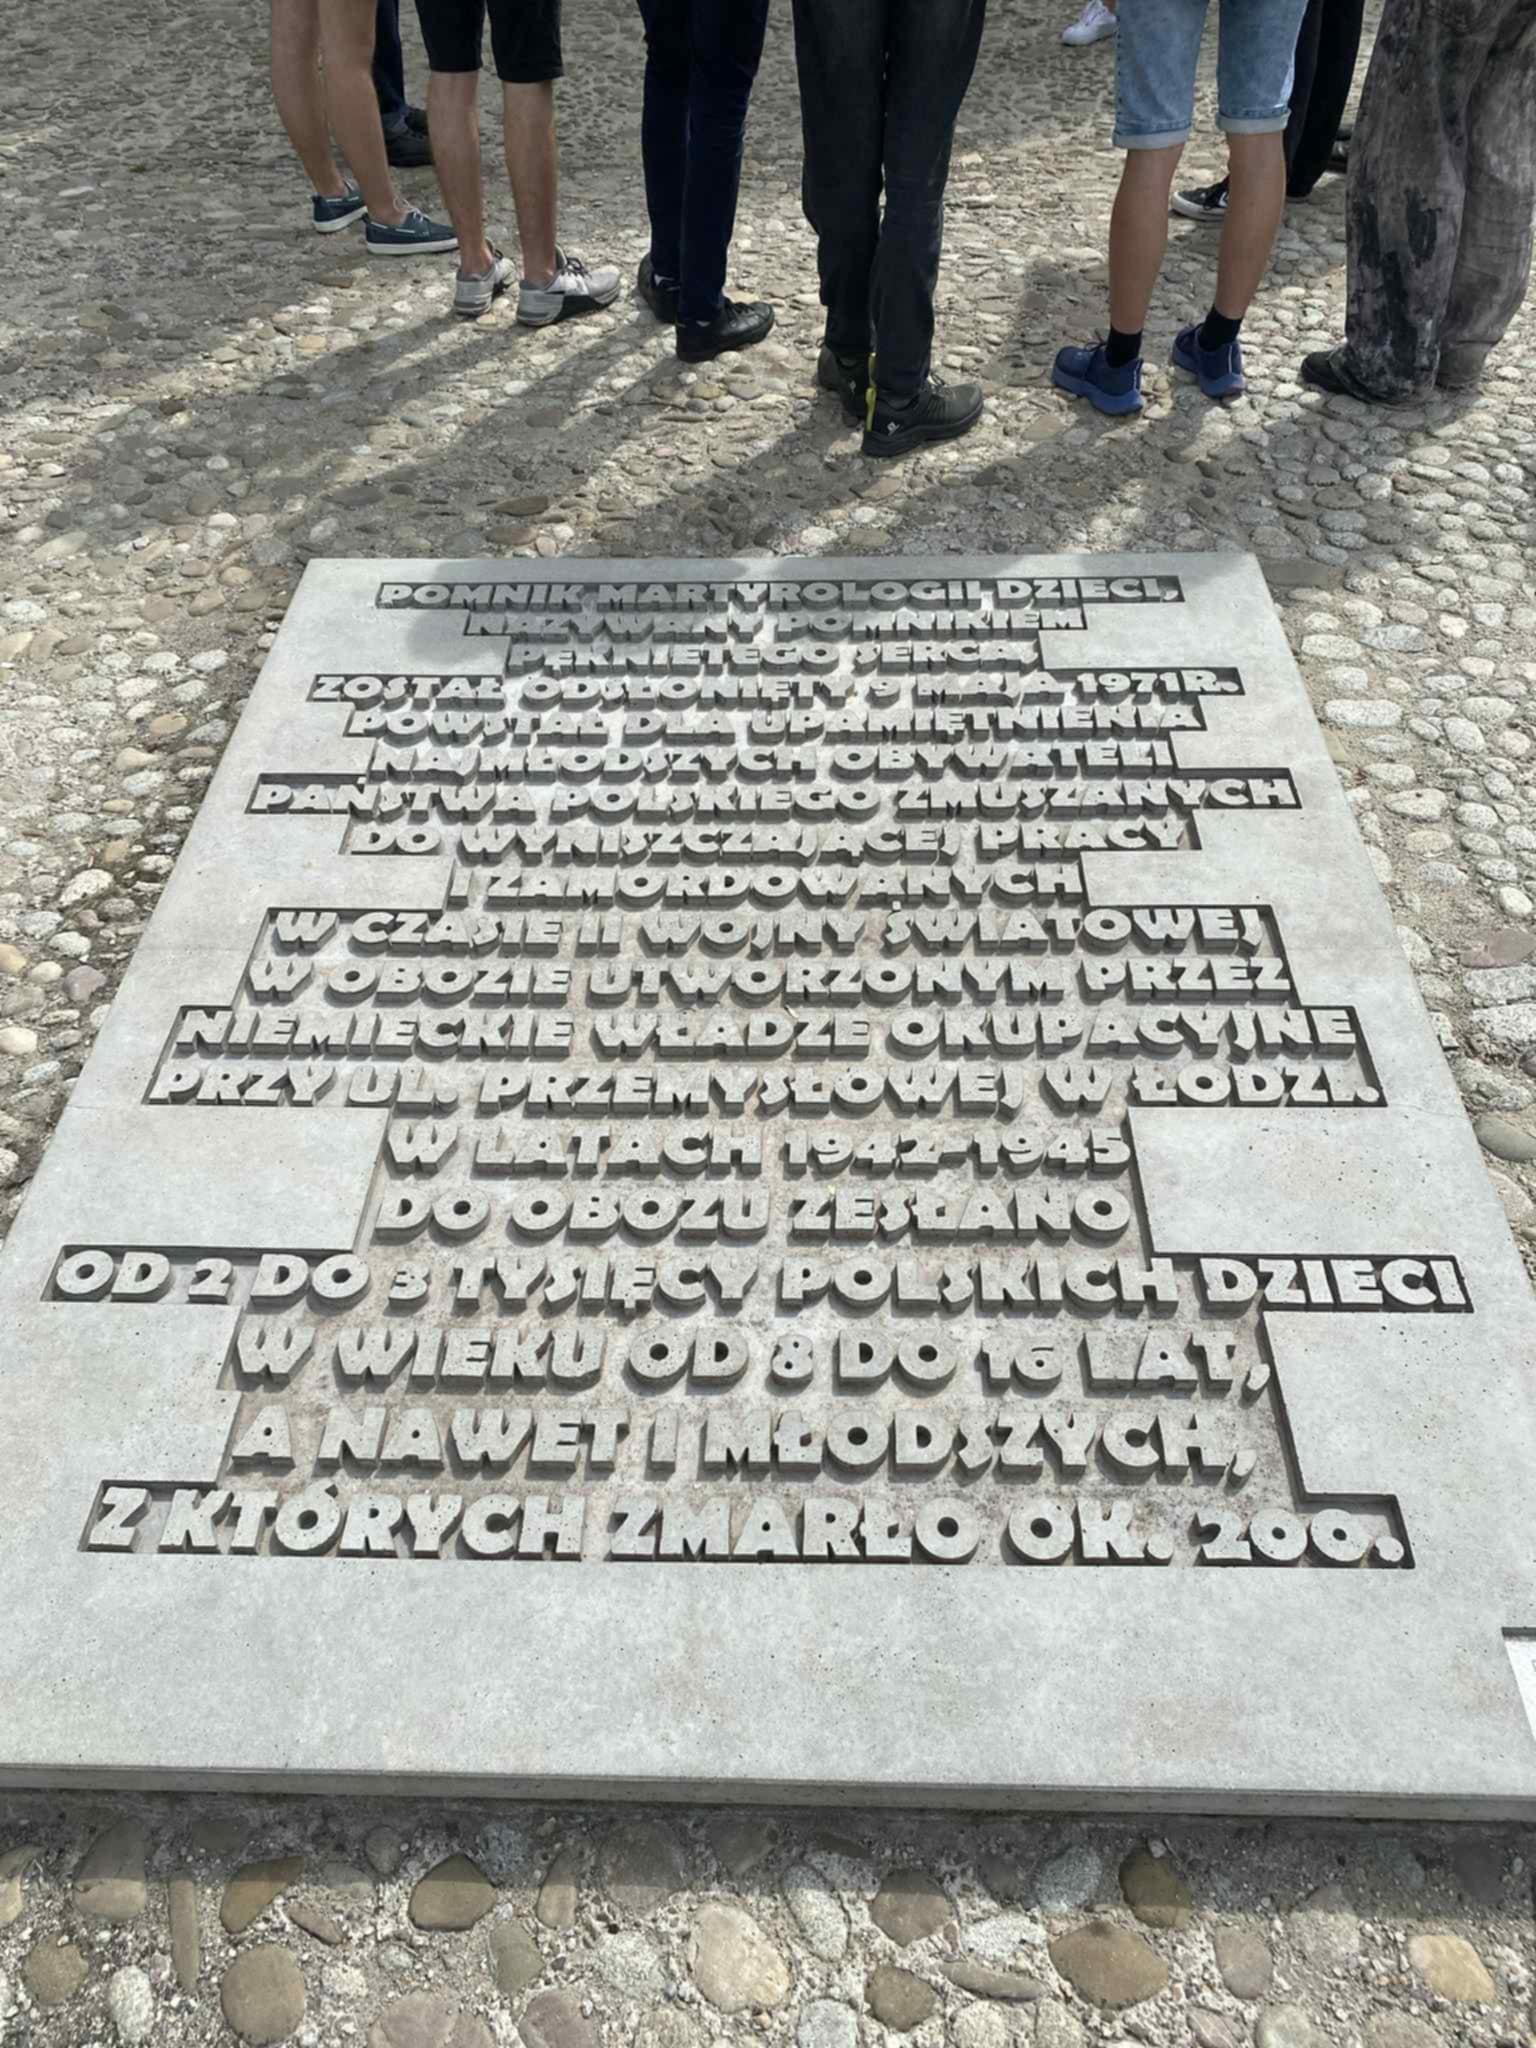 POMNIK MARTYROLOGII DZIECI,
NAZYWANY POMNIKIEM
PĘKNIĘTEGO SERCA,
ZOSTAŁ ODSŁONIĘTY 9 MAJA 1971R.
POWSTAŁ DLA UPAMIĘTNIENIA
NAJMŁODSZYCH OBYWATELI
PAŃSTWA POLSKIEGO ZMUSZANYCH
DO WYNISZCZAJĄCEJ PRACY
I ZAMORDOWANYCH
W CZASIE II WOJNY ŚWIATOWEJ
W OBOZIE UTWORZONYM PRZEZ
NIEMIECKIE WŁADZE OKUPACYJNE
PRZY UL. PRZEMYSŁOWEJ W ŁODZI.
W LATACH 1942-1945
DO OBOZU ZESŁANO
OD 2 DO 3 TYSIĘCY POLSKICH DZIECI
W WIEKU OD 8 DO 16 LAT,
A NAWET I MŁODSZYCH,
Z KTÓRYCH ZMARŁO OK. 200.